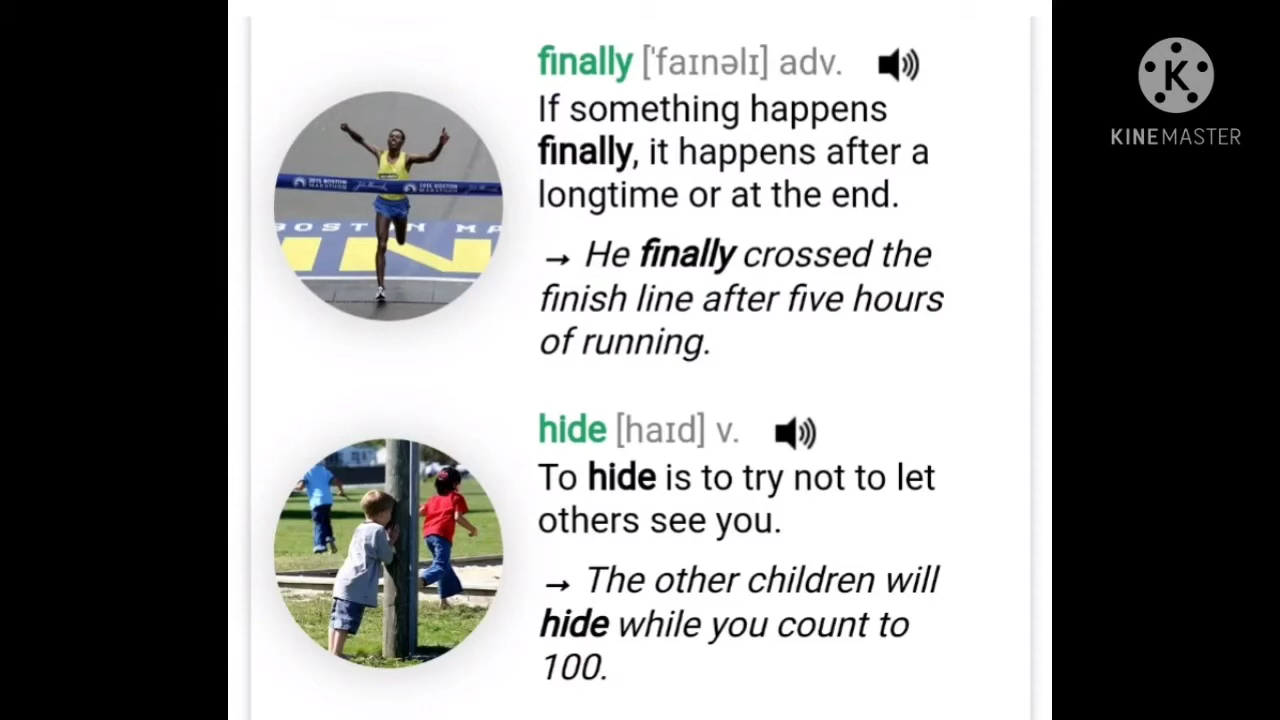 finally ['faɪnəlɪ] adv.
If something happens
finally, it happens after a
longtime or at the end.
→ He finally crossed the
finish line after five hours
of running.
hide [haɪd] v.
To hide is to try not to let
others see you.
→ The other children will
hide while you count to
100.
K
KINEMASTER